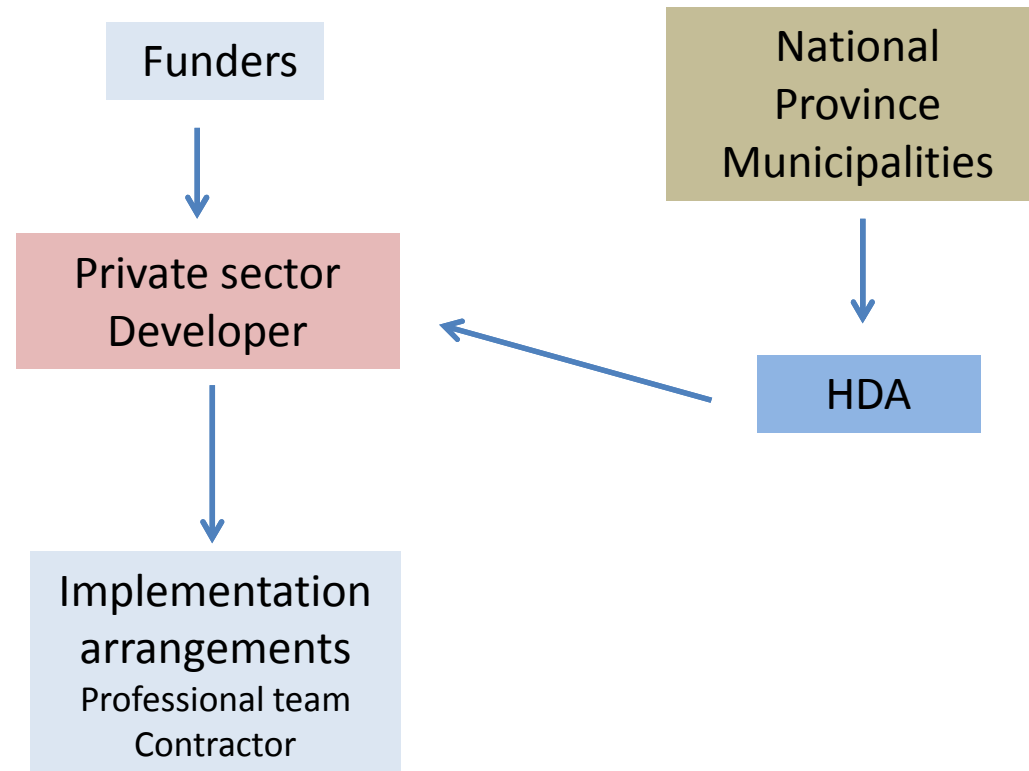 Funders
National
Province
Municipalities
Private sector
Developer
HDA
Implementation
arrangements
Professional team
Contractor